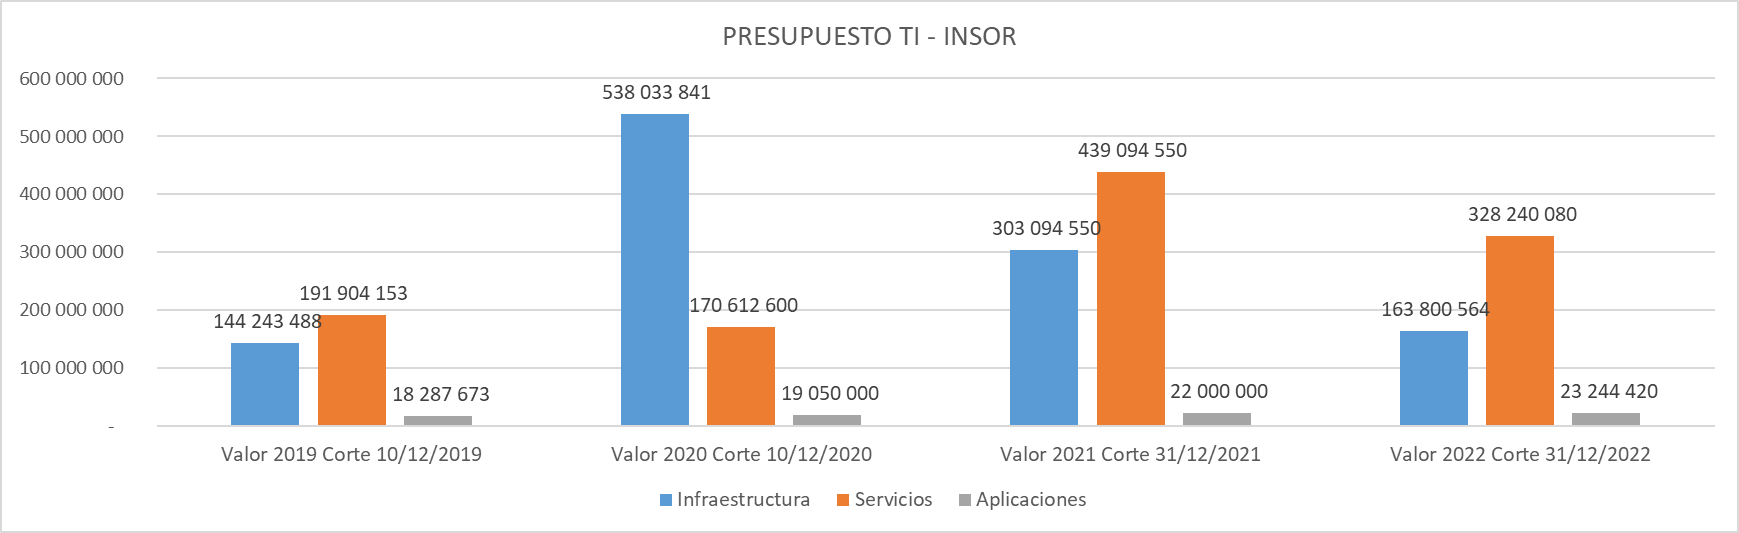 PRESUPUESTO TI - INSOR
600 000 000
500 000 000
400 000 000
300 000 000
200 000 000
100 000 000
-
144 243 488
191 904 153
18 287 673
538 033 841
170 612 600
19 050 000
303 094 550
439 094 550
22 000 000
163 800 564
328 240 080
23 244 420
Valor 2019 Corte 10/12/2019
Valor 2020 Corte 10/12/2020
Valor 2021 Corte 31/12/2021
Valor 2022 Corte 31/12/2022
Infraestructura
Servicios
Aplicaciones